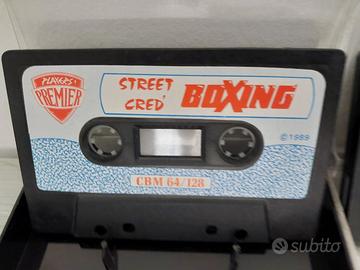 PLAYERS
PREMIER
STREET CRED' BOXING
©1989
CBM 64/128
subito